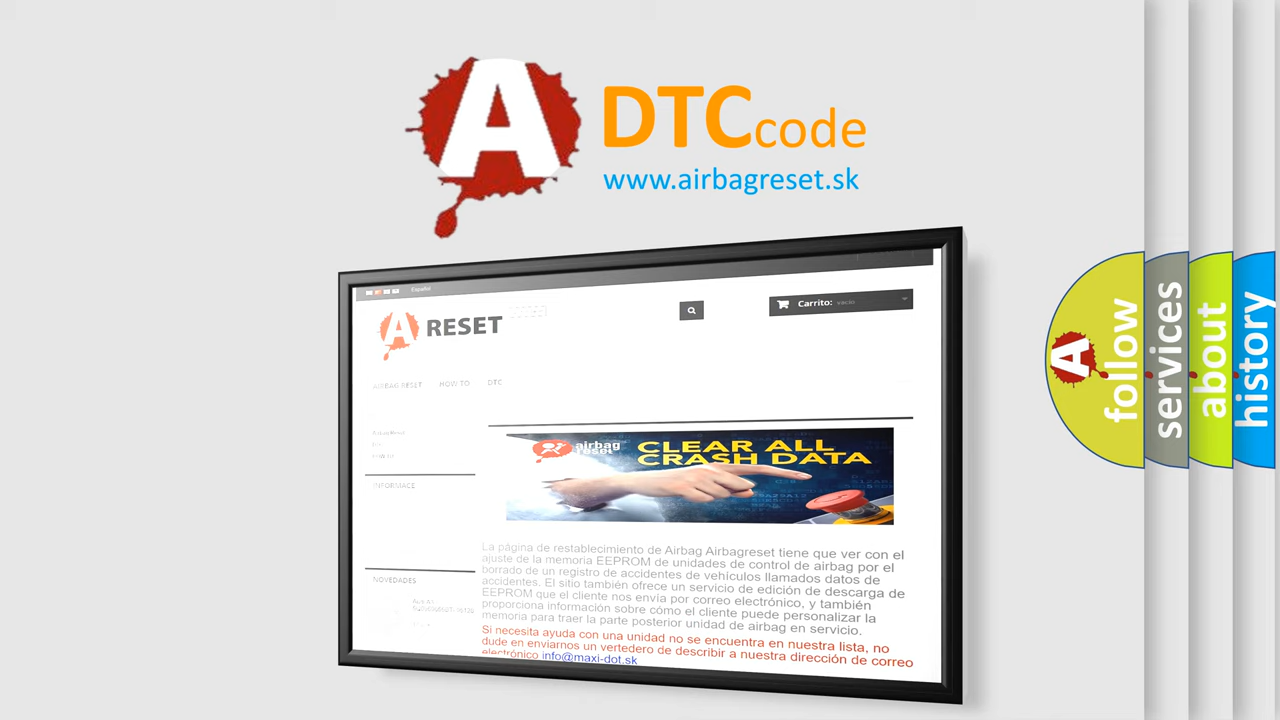 A DTCcode
www.airbagreset.sk
Español
A RESET
Carrito: vacío
AIRBAG RESET HOW TO DTC
Airbag Reset
INFORMACE
airbag
reset
CLEAR ALL
CRASH DATA
La página de restablecimiento de Airbag Airbagreset tiene que ver con el
ajuste de la memoria EEPROM de unidades de control de airbag por el
borrado de un registro de accidentes de vehículos llamados datos de
accidentes. El sitio también ofrece un servicio de edición de descarga de
EEPROM que el cliente nos envía por correo electrónico, y también
proporciona información sobre cómo el cliente puede personalizar la
memoria para traer la parte posterior unidad de airbag en servicio.
Si necesita ayuda con una unidad no se encuentra en nuestra lista, no
dude en enviarnos un vertedero de describir a nuestra dirección de correo
electrónico info@maxi-dot.sk
NOVEDADES
A follow
services
about
history